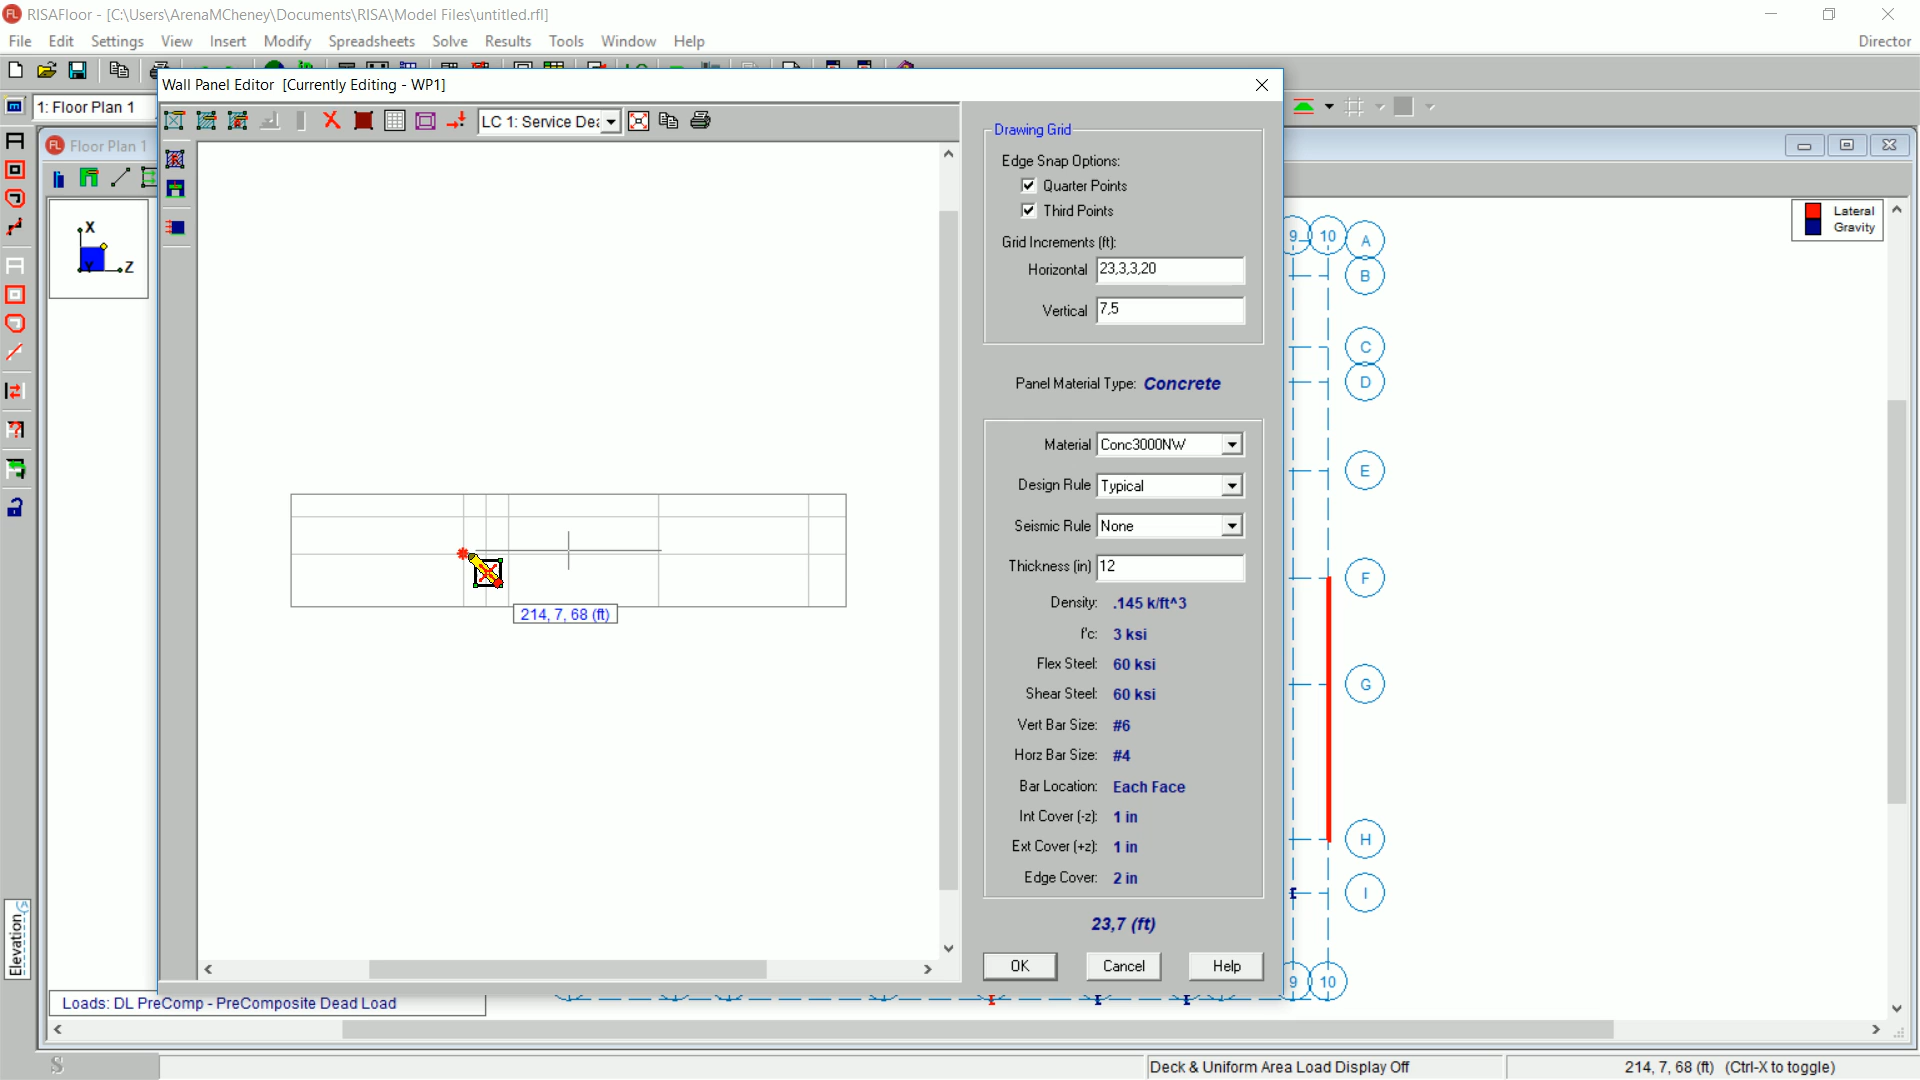 RISAFloor - [C:\Users\ArenaMCheney\Documents\RISA\Model Files\untitled.rfl]
File Edit Settings View Insert Modify Spreadsheets Solve Results Tools Window Help Director
Wall Panel Editor [Currently Editing - WP1]
1: Floor Plan 1
LC 1: Service Dea
Floor Plan 1
X
Y
Z
Drawing Grid
Edge Snap Options:
Quarter Points
Third Points
Grid Increments (ft):
Horizontal 23,3,3,20
Vertical 7,5
Panel Material Type: Concrete
Material Conc3000NW
Design Rule Typical
Seismic Rule None
Thickness (in) 12
Density: .145 k/ft^3
f'c: 3 ksi
Flex Steel: 60 ksi
Shear Steel: 60 ksi
Vert Bar Size: #6
Horz Bar Size: #4
Bar Location: Each Face
Int Cover (-z): 1 in
Ext Cover (+z): 1 in
Edge Cover: 2 in
23,7 (ft)
OK Cancel Help
214, 7, 68 (ft)
Lateral
Gravity
9 10 A
B
C
D
E
F
G
H
I
9 10
Elevation
Loads: DL PreComp - PreComposite Dead Load
S
Deck & Uniform Area Load Display Off
214, 7, 68 (ft) (Ctrl-X to toggle)